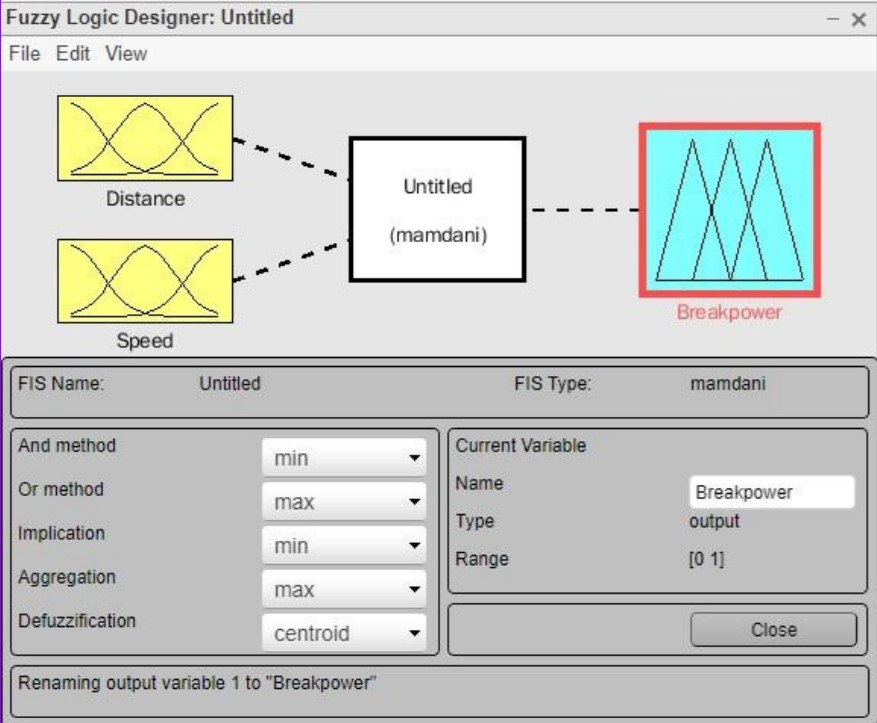 Fuzzy Logic Designer: Untitled
File Edit View
Distance
Speed
Untitled
(mamdani)
Breakpower
FIS Name: Untitled FIS Type: mamdani
And method min
Or method max
Implication min
Aggregation max
Defuzzification centroid
Current Variable
Name Breakpower
Type output
Range [0 1]
Close
Renaming output variable 1 to "Breakpower"